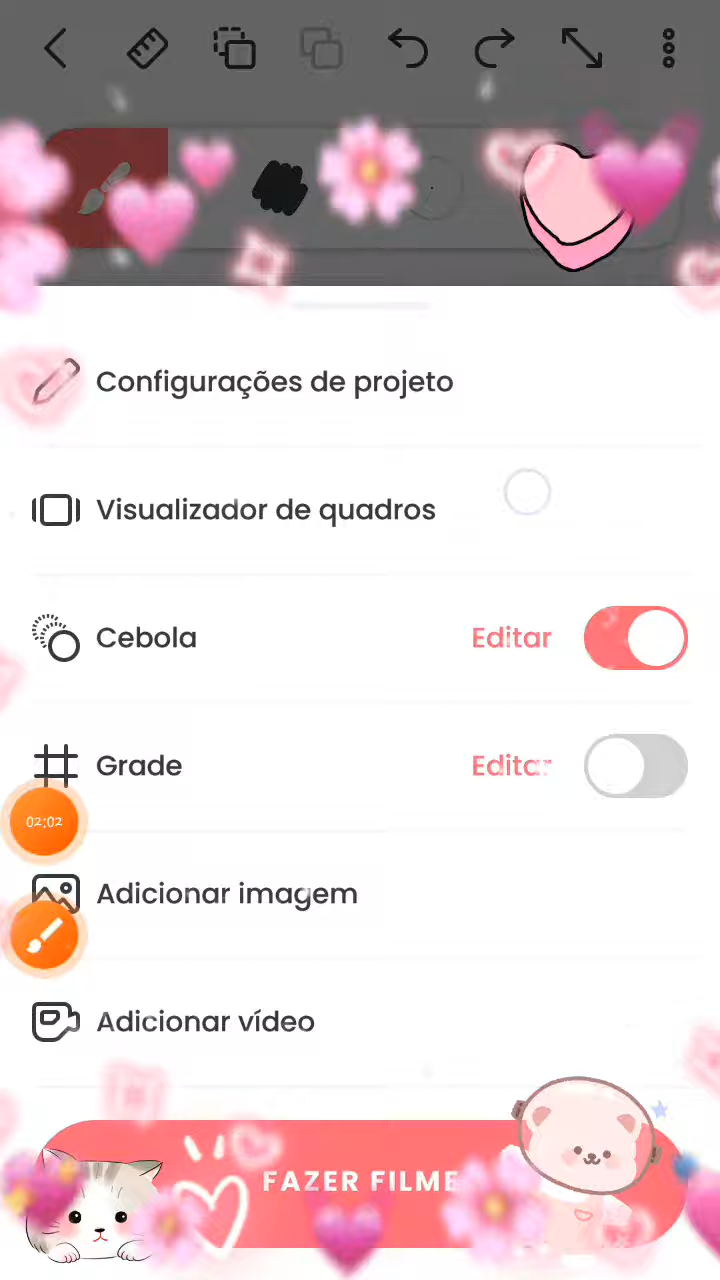 Configurações de projeto
Visualizador de quadros
Cebola Editar
Grade Editar
02:02
Adicionar imagem
Adicionar vídeo
FAZER FILME